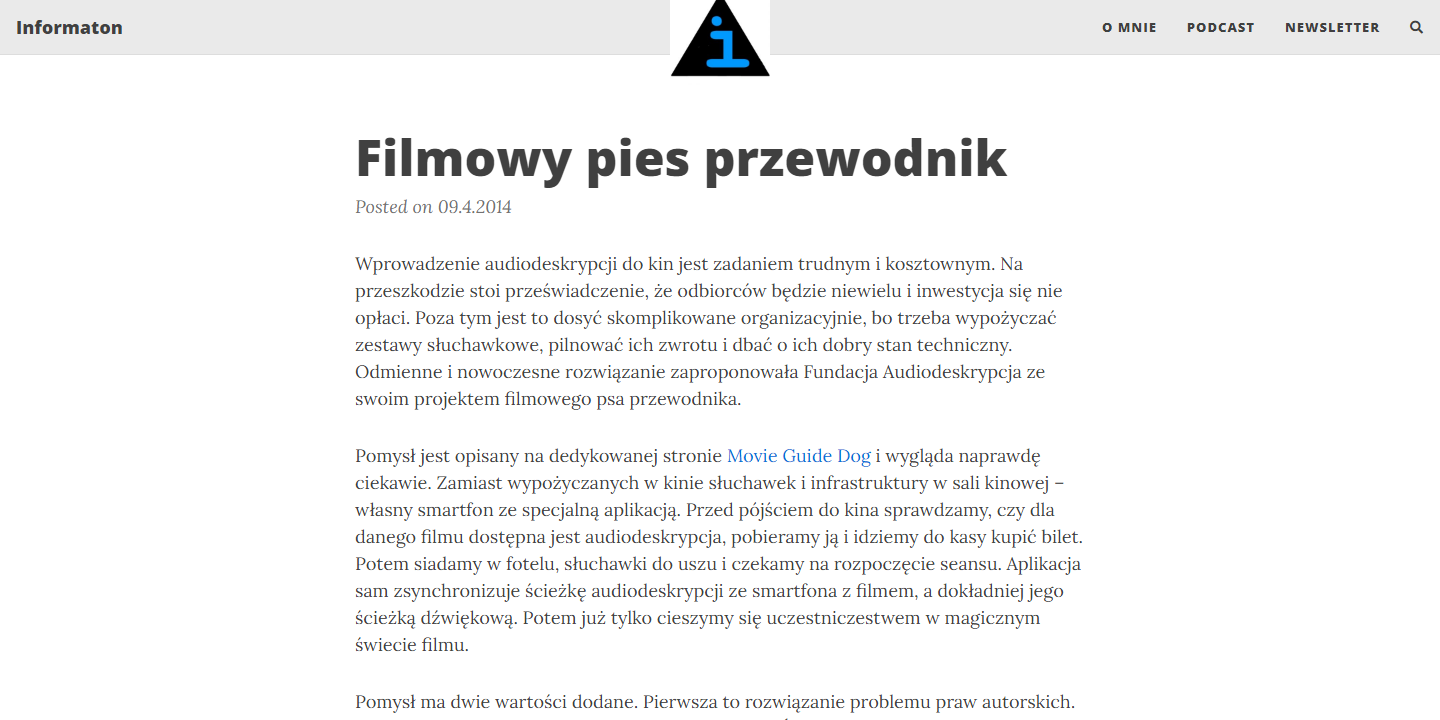 Informaton
i
O MNIE
PODCAST
NEWSLETTER
Filmowy pies przewodnik
Posted on 09.4.2014
Wprowadzenie audiodeskrypcji do kin jest zadaniem trudnym i kosztownym. Na
przeszkodzie stoi przeświadczenie, że odbiorców będzie niewielu i inwestycja się nie
opłaci. Poza tym jest to dosyć skomplikowane organizacyjnie, bo trzeba wypożyczać
zestawy słuchawkowe, pilnować ich zwrotu i dbać o ich dobry stan techniczny.
Odmienne i nowoczesne rozwiązanie zaproponowała Fundacja Audiodeskrypcja ze
swoim projektem filmowego psa przewodnika.
Pomysł jest opisany na dedykowanej stronie Movie Guide Dog i wygląda naprawdę
ciekawie. Zamiast wypożyczanych w kinie słuchawek i infrastruktury w sali kinowej –
własny smartfon ze specjalną aplikacją. Przed pójściem do kina sprawdzamy, czy dla
danego filmu dostępna jest audiodeskrypcja, pobieramy ją i idziemy do kasy kupić bilet.
Potem siadamy w fotelu, słuchawki do uszu i czekamy na rozpoczęcie seansu. Aplikacja
sam zsynchronizuje ścieżkę audiodeskrypcji ze smartfona z filmem, a dokładniej jego
ścieżką dźwiękową. Potem już tylko cieszymy się uczestniczestwem w magicznym
świecie filmu.
Pomysł ma dwie wartości dodane. Pierwsza to rozwiązanie problemu praw autorskich.